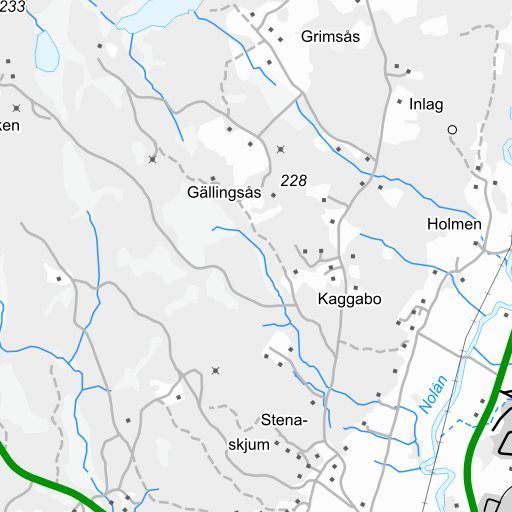 233
Grimsås
Inlag
ken
228
Gällingsås
Holmen
Kaggabo
Nolån
Stena-
skjum